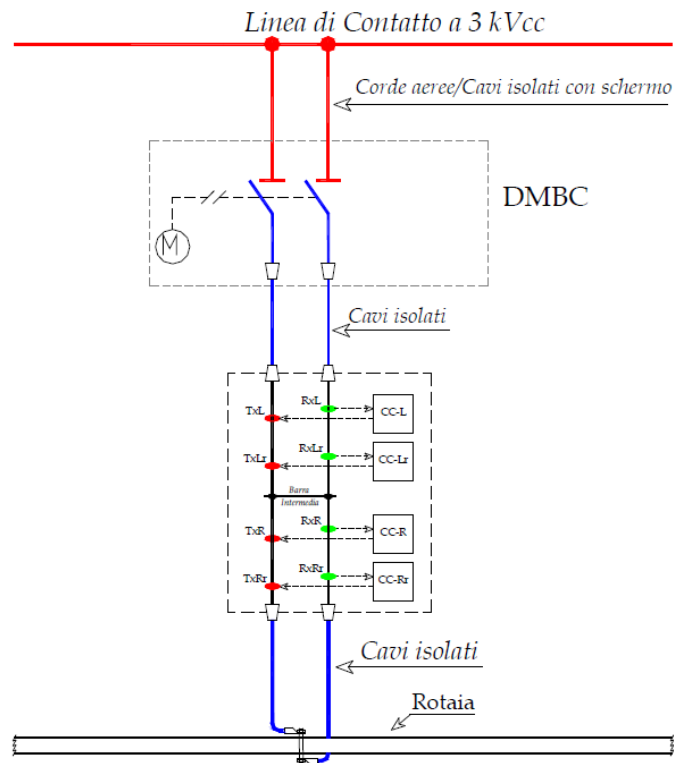 Linea di Contatto a 3 kVcc
Corde aeree/Cavi isolati con schermo
DMBC
M
Cavi isolati
RxL
TxL
CC-L
RxLr
TxLr
CC-Lr
Barra
Intermedia
RxR
TxR
CC-R
RxRr
TxRr
CC-Rr
Cavi isolati
Rotaia